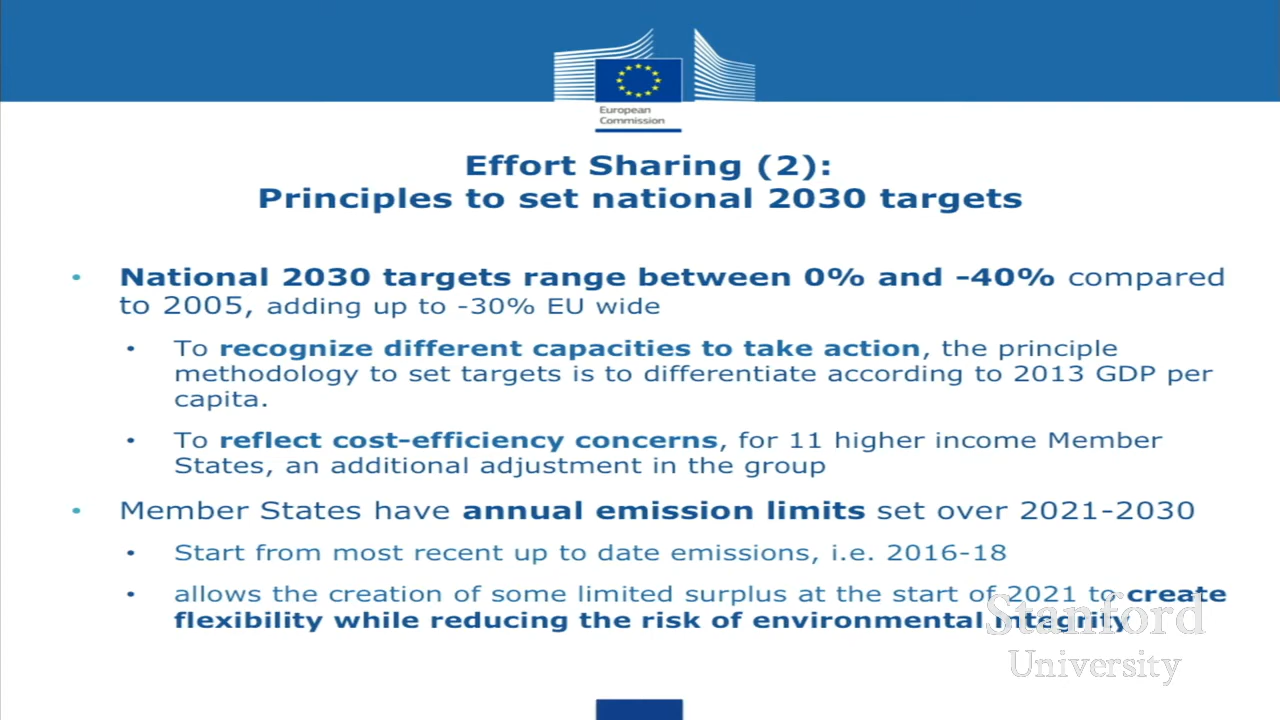 European
Commission
Effort Sharing (2):
Principles to set national 2030 targets
• National 2030 targets range between 0% and -40% compared
to 2005, adding up to -30% EU wide
• To recognize different capacities to take action, the principle
methodology to set targets is to differentiate according to 2013 GDP per
capita.
• To reflect cost-efficiency concerns, for 11 higher income Member
States, an additional adjustment in the group
• Member States have annual emission limits set over 2021-2030
• Start from most recent up to date emissions, i.e. 2016-18
• allows the creation of some limited surplus at the start of 2021 to create
flexibility while reducing the risk of environmental integrity
Stanford
University